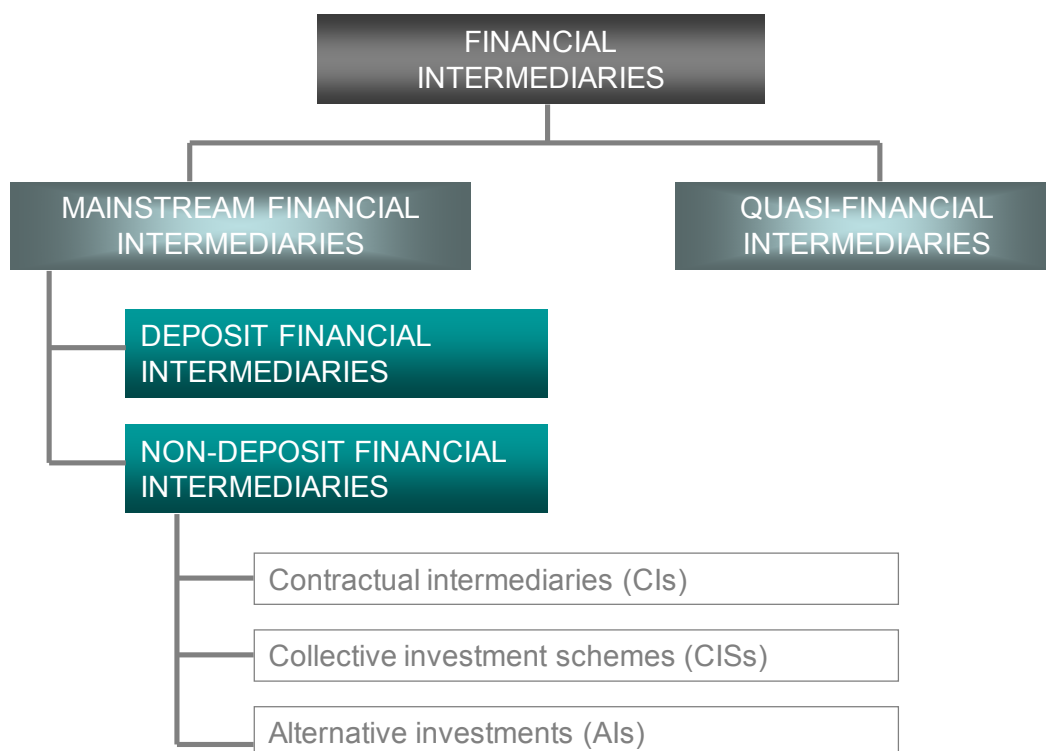 FINANCIAL
INTERMEDIARIES
MAINSTREAM FINANCIAL
INTERMEDIARIES
QUASI-FINANCIAL
INTERMEDIARIES
DEPOSIT FINANCIAL
INTERMEDIARIES
NON-DEPOSIT FINANCIAL
INTERMEDIARIES
Contractual intermediaries (CIs)
Collective investment schemes (CISs)
Alternative investments (AIs)